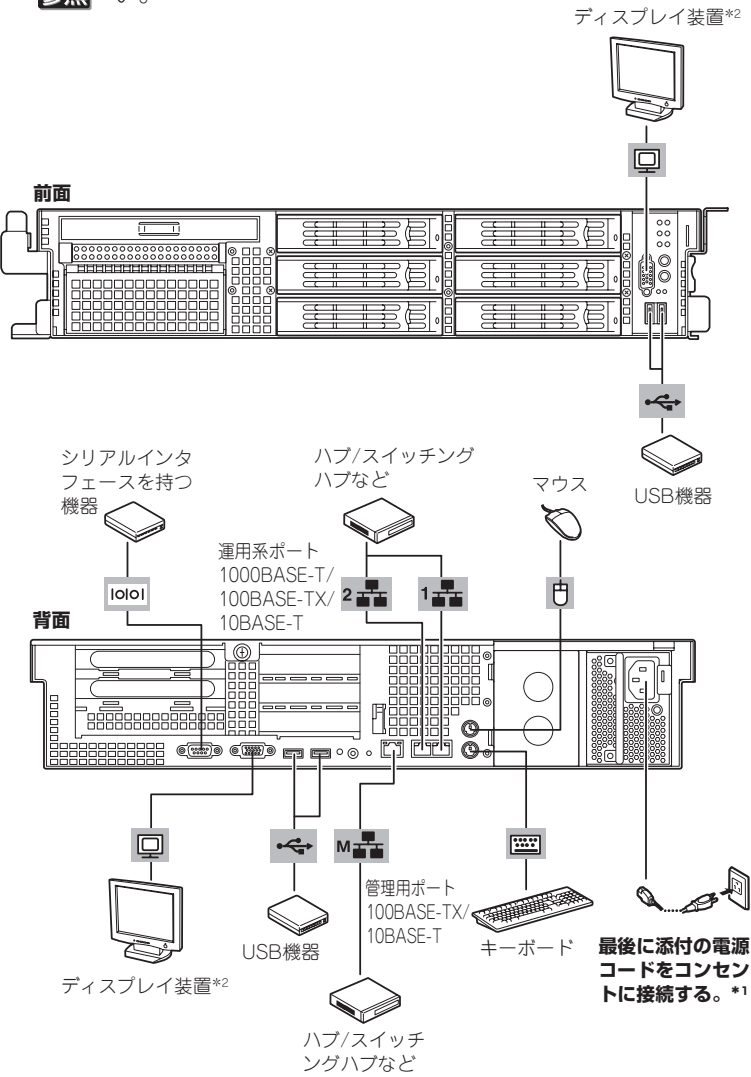 参照 い。
ディスプレイ装置*2
前面
シリアルインタ
フェースを持つ
機器
ハブ/スイッチング
ハブなど
マウス
USB機器
運用系ポート
1000BASE-T/
100BASE-TX/
10BASE-T
2
1
背面
M
管理用ポート
100BASE-TX/
10BASE-T
USB機器
キーボード
最後に添付の電源
コードをコンセン
トに接続する。*1
ディスプレイ装置*2
ハブ/スイッチ
ングハブなど